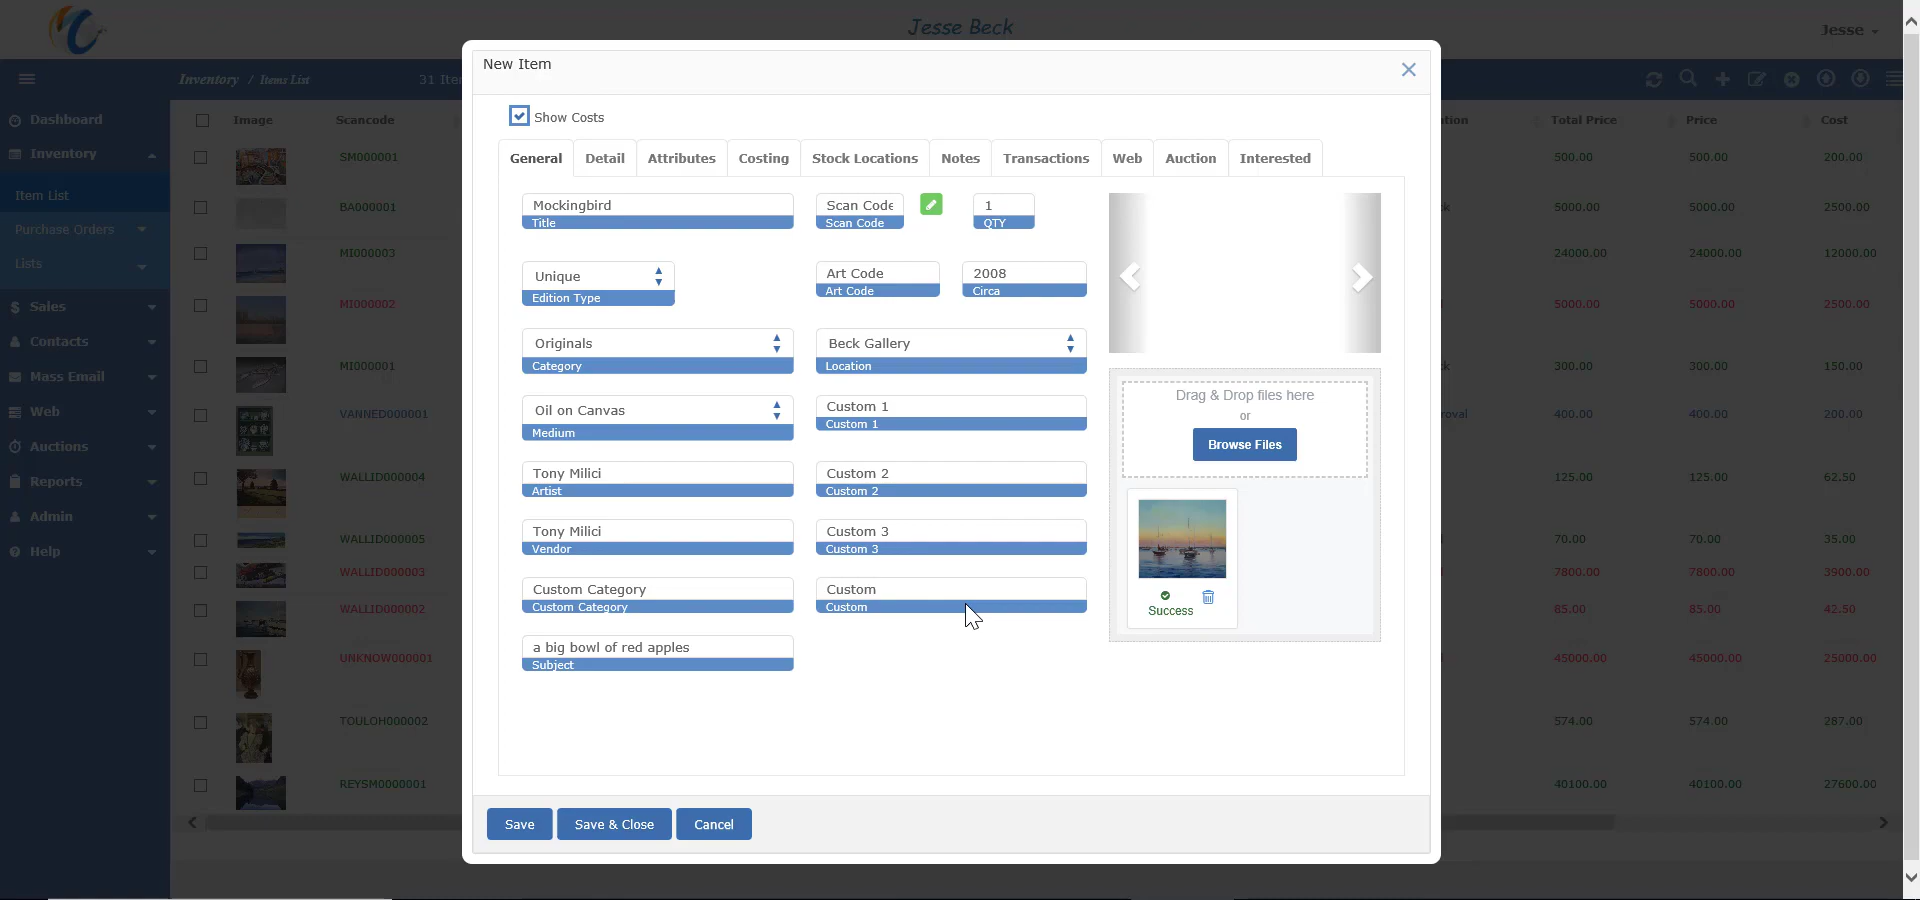 Jesse Beck
Jesse
Inventory / Items List
31 Ite
Dashboard
Inventory
Item List
Purchase Orders
Lists
Sales
Contacts
Mass Email
Web
Auctions
Reports
Admin
Help
Image Scancode
SM000001
BA000001
MI000003
MI000002
MI000001
VANNED000001
WALLID000004
WALLID000005
WALLID000003
WALLID000002
UNKNOW000001
TOULOH000002
REYSM0000001
New Item
Show Costs
General Detail Attributes Costing Stock Locations Notes Transactions Web Auction Interested
Mockingbird
Title
Scan Code
Scan Code
1
QTY
Unique
Edition Type
Art Code
Art Code
2008
Circa
Originals
Category
Beck Gallery
Location
Oil on Canvas
Medium
Custom 1
Custom 1
Tony Milici
Artist
Custom 2
Custom 2
Tony Milici
Vendor
Custom 3
Custom 3
Custom Category
Custom Category
Custom
Custom
a big bowl of red apples
Subject
Drag & Drop files here
or
Browse Files
Success
Save Save & Close Cancel
tion Total Price Price Cost
500.00 500.00 200.00
k 5000.00 5000.00 2500.00
24000.00 24000.00 12000.00
5000.00 5000.00 2500.00
k 300.00 300.00 150.00
roval 400.00 400.00 200.00
125.00 125.00 62.50
70.00 70.00 35.00
7800.00 7800.00 3900.00
85.00 85.00 42.50
45000.00 45000.00 25000.00
574.00 574.00 287.00
40100.00 40100.00 27600.00